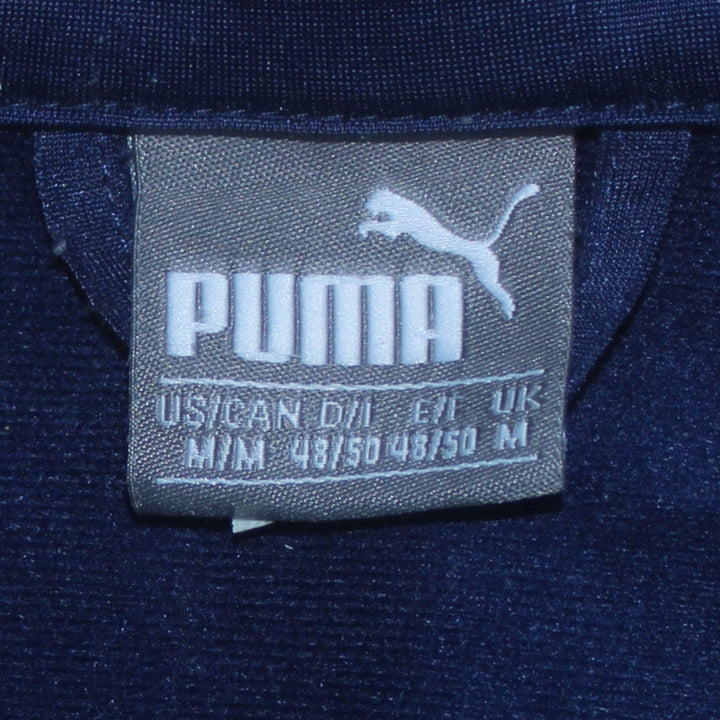 PUMA
US/CAN D/I E/F UK
M/M 48/50 48/50 M